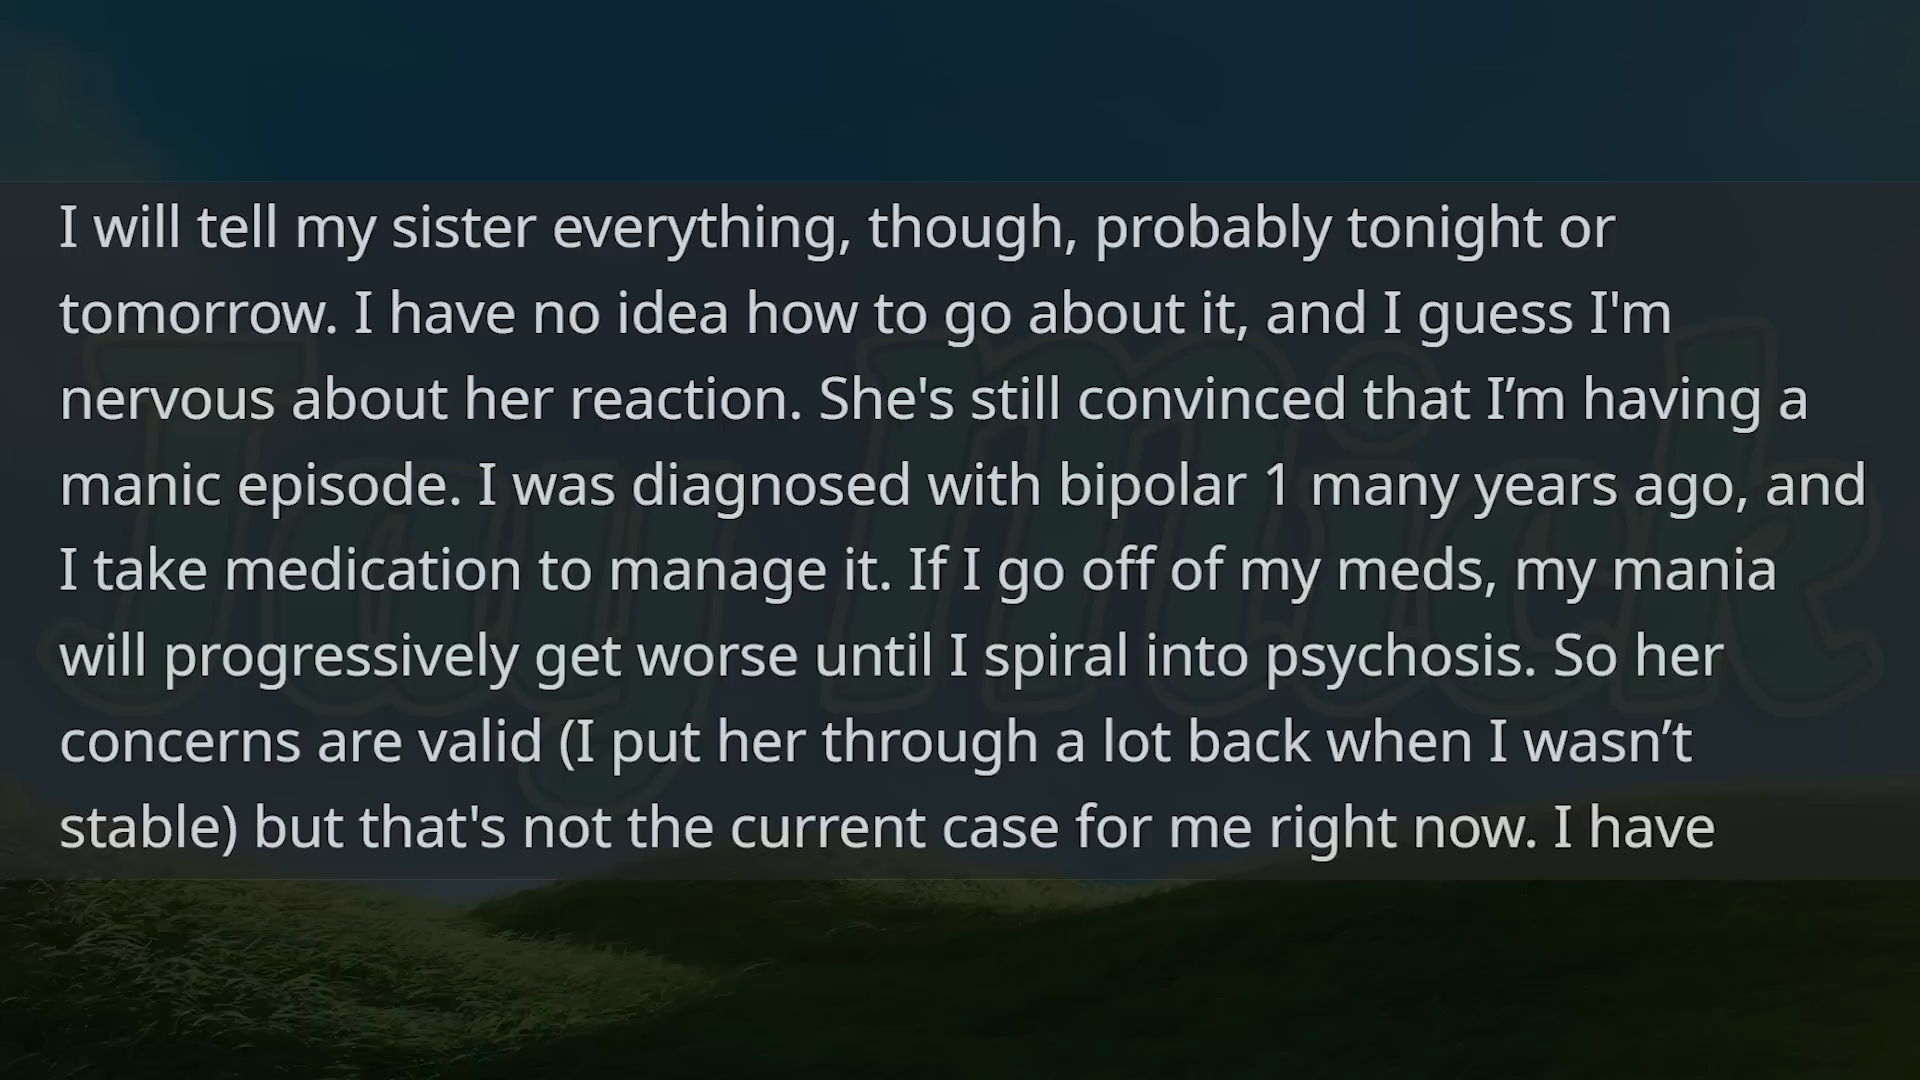 I will tell my sister everything, though, probably tonight or
tomorrow. I have no idea how to go about it, and I guess I'm
nervous about her reaction. She's still convinced that I’m having a
manic episode. I was diagnosed with bipolar 1 many years ago, and
I take medication to manage it. If I go off of my meds, my mania
will progressively get worse until I spiral into psychosis. So her
concerns are valid (I put her through a lot back when I wasn’t
stable) but that's not the current case for me right now. I have
Jay Mick